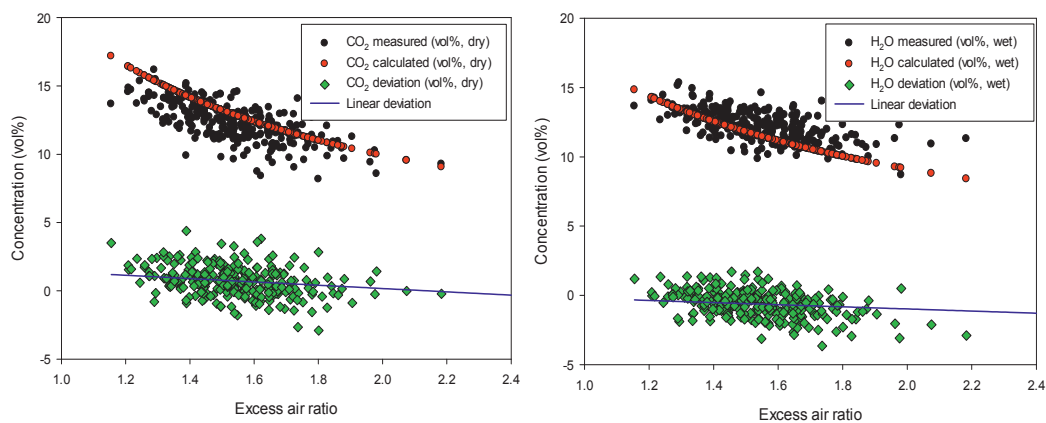 20
15
10
5
0
-5
Concentration (vol%)
CO₂ measured (vol%, dry)
CO₂ calculated (vol%, dry)
CO₂ deviation (vol%, dry)
Linear deviation
1.0 1.2 1.4 1.6 1.8 2.0 2.2 2.4
Excess air ratio
20
15
10
5
0
-5
Concentration (vol%)
H₂O measured (vol%, wet)
H₂O calculated (vol%, wet)
H₂O deviation (vol%, wet)
Linear deviation
1.0 1.2 1.4 1.6 1.8 2.0 2.2 2.4
Excess air ratio